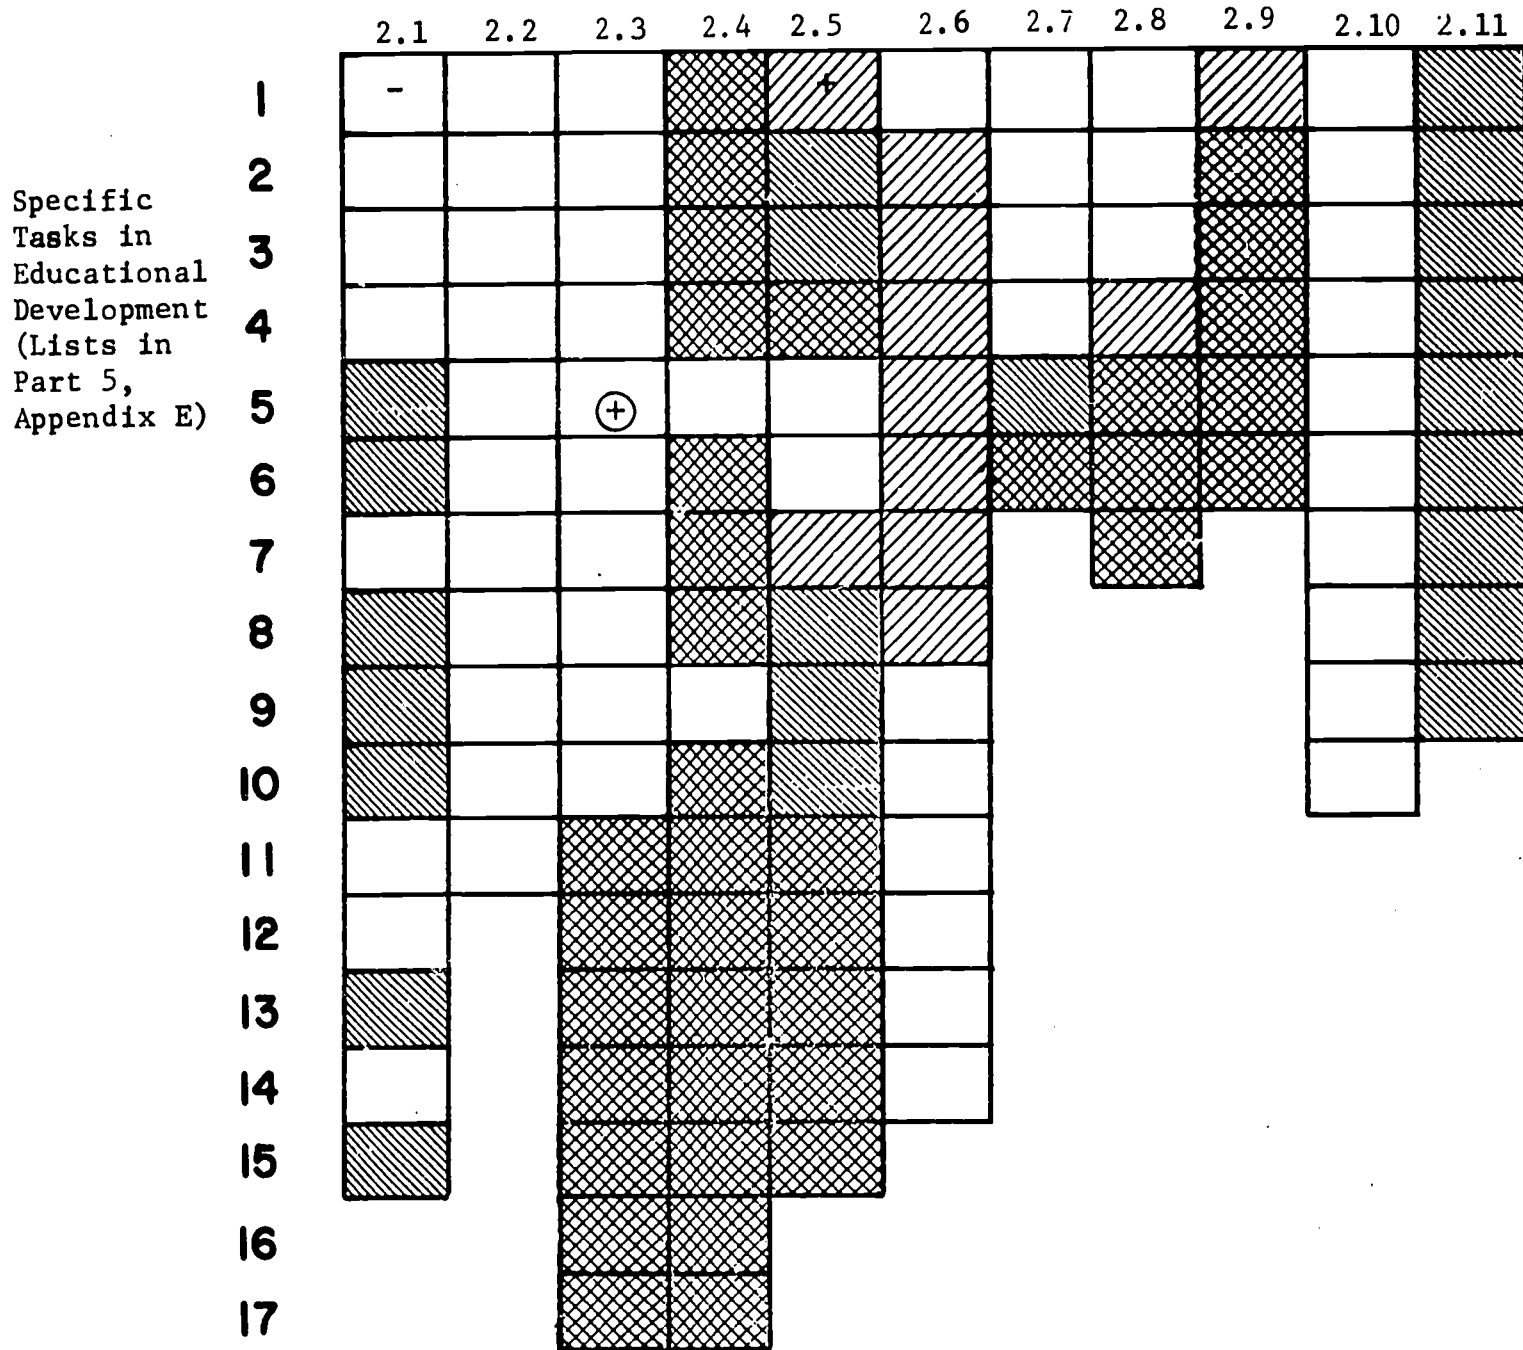 2.1 2.2 2.3 2.4 2.5 2.6 2.7 2.8 2.9 2.10 2.11
Specific
Tasks in
Educational
Development
(Lists in
Part 5,
Appendix E)
1 - +
2
3
4
5 +
6
7
8
9
10
11
12
13
14
15
16
17